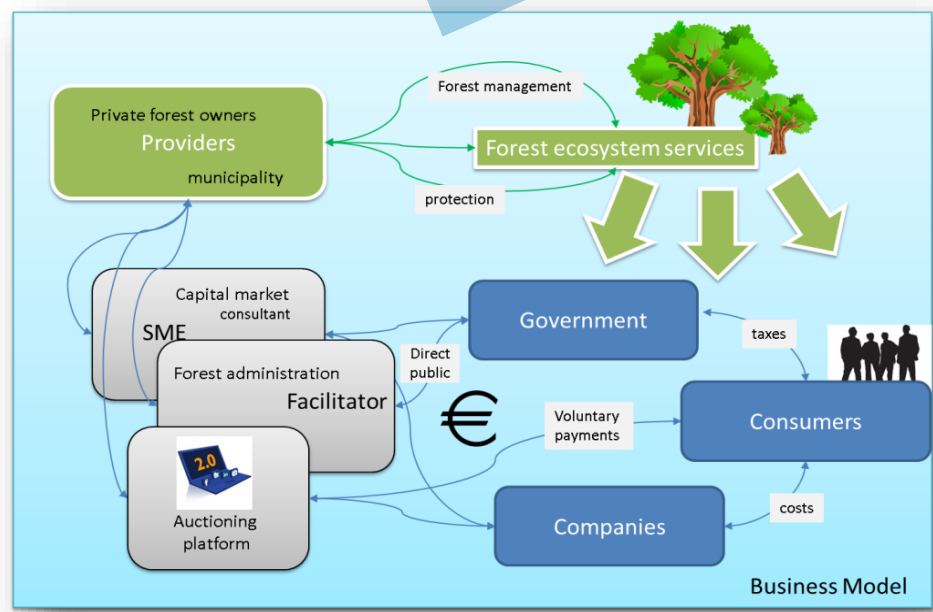 Forest management
Private forest owners
Providers
municipality
Forest ecosystem services
protection
Capital market
consultant
SME
Government
taxes
Direct
public
Forest administration
Facilitator
€
Voluntary
payments
Consumers
2.0
Auctioning
platform
Companies
costs
Business Model